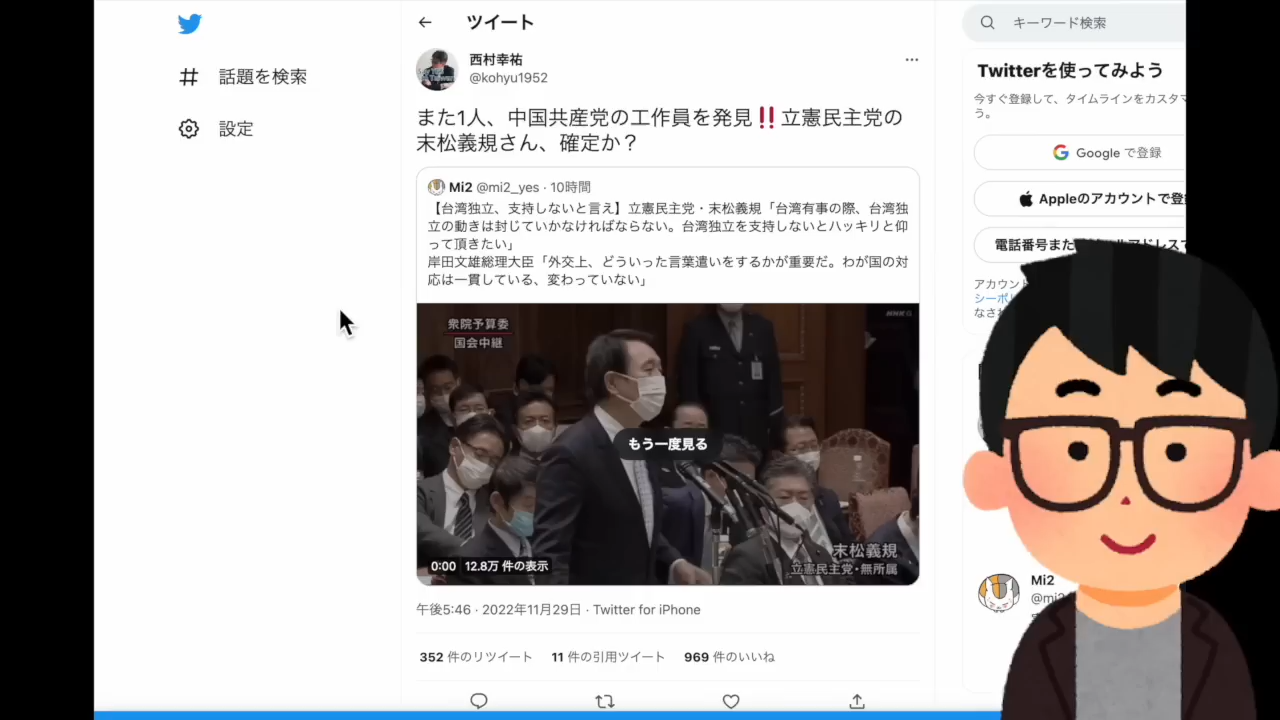 ツイート
キーワード検索
話題を検索
設定
西村幸祐
@kohyu1952
また1人、中国共産党の工作員を発見‼️立憲民主党の
末松義規さん、確定か？
Mi2 @mi2_yes · 10時間
【台湾独立、支持しないと言え】立憲民主党・末松義規「台湾有事の際、台湾独
立の動きは封じていかなければならない。台湾独立を支持しないとハッキリと仰
って頂きたい」
岸田文雄総理大臣「外交上、どういった言葉遣いをするかが重要だ。わが国の対
応は一貫している、変わっていない」
衆院予算委
国会中継
もう一度見る
末松義規
立憲民主党・無所属
0:00 12.8万 件の表示
午後5:46 · 2022年11月29日 · Twitter for iPhone
352 件のリツイート 11 件の引用ツイート 969 件のいいね
Twitterを使ってみよう
今すぐ登録して、タイムラインをカスタマ
う。
Google で登録
Appleのアカウントで登
電話番号また
アカウン
シーポ
なさ
Mi2
@mi2